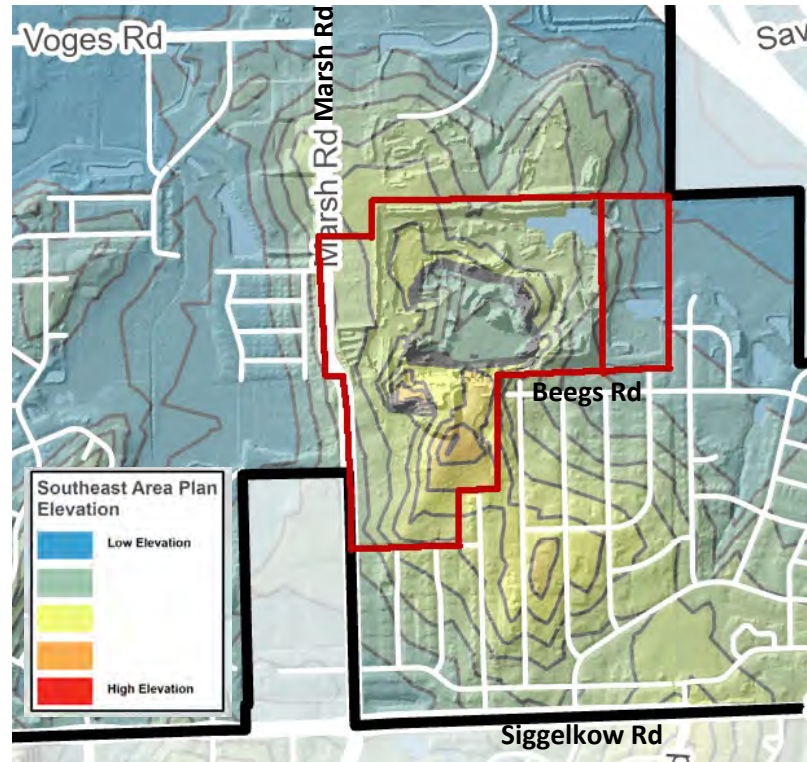 Voges Rd
Marsh Rd
Sav
Marsh Rd
Beegs Rd
Southeast Area Plan
Elevation
Low Elevation
High Elevation
Siggelkow Rd